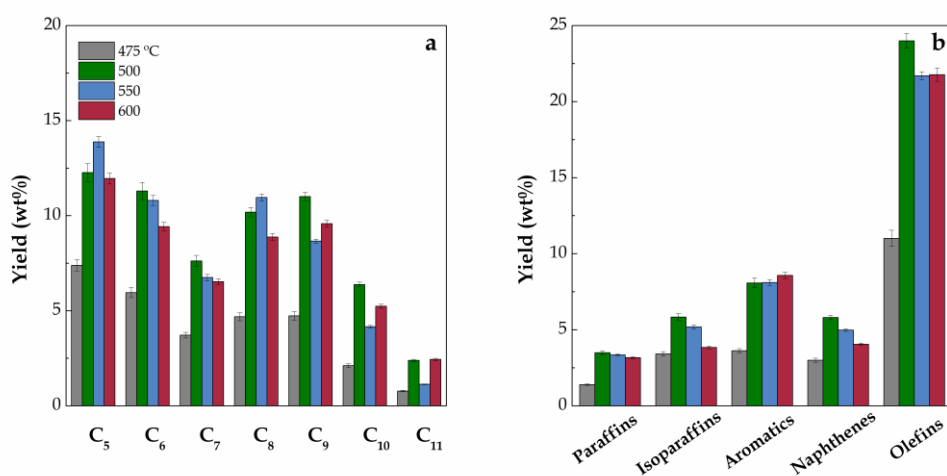 a
475 ºC
500
550
600
20
15
10
5
0
Yield (wt%)
C₅
C₆
C₇
C₈
C₉
C₁₀
C₁₁
b
25
20
15
10
5
0
Yield (wt%)
Paraffins
Isoparaffins
Aromatics
Naphthenes
Olefins